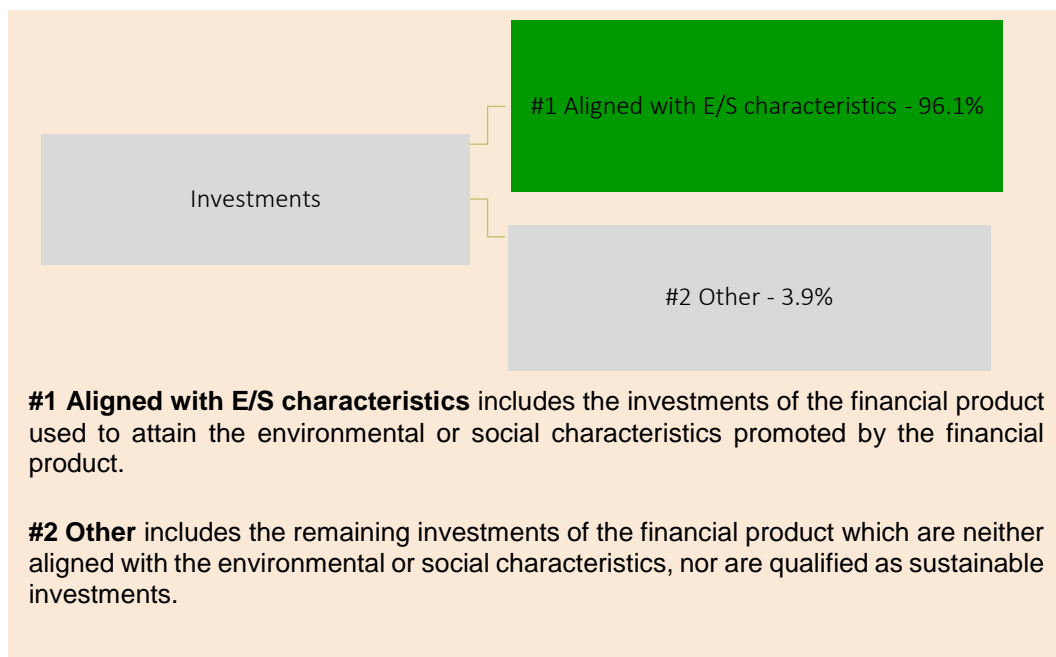 #1 Aligned with E/S characteristics - 96.1%
Investments
#2 Other - 3.9%
#1 Aligned with E/S characteristics includes the investments of the financial product
used to attain the environmental or social characteristics promoted by the financial
product.
#2 Other includes the remaining investments of the financial product which are neither
aligned with the environmental or social characteristics, nor are qualified as sustainable
investments.